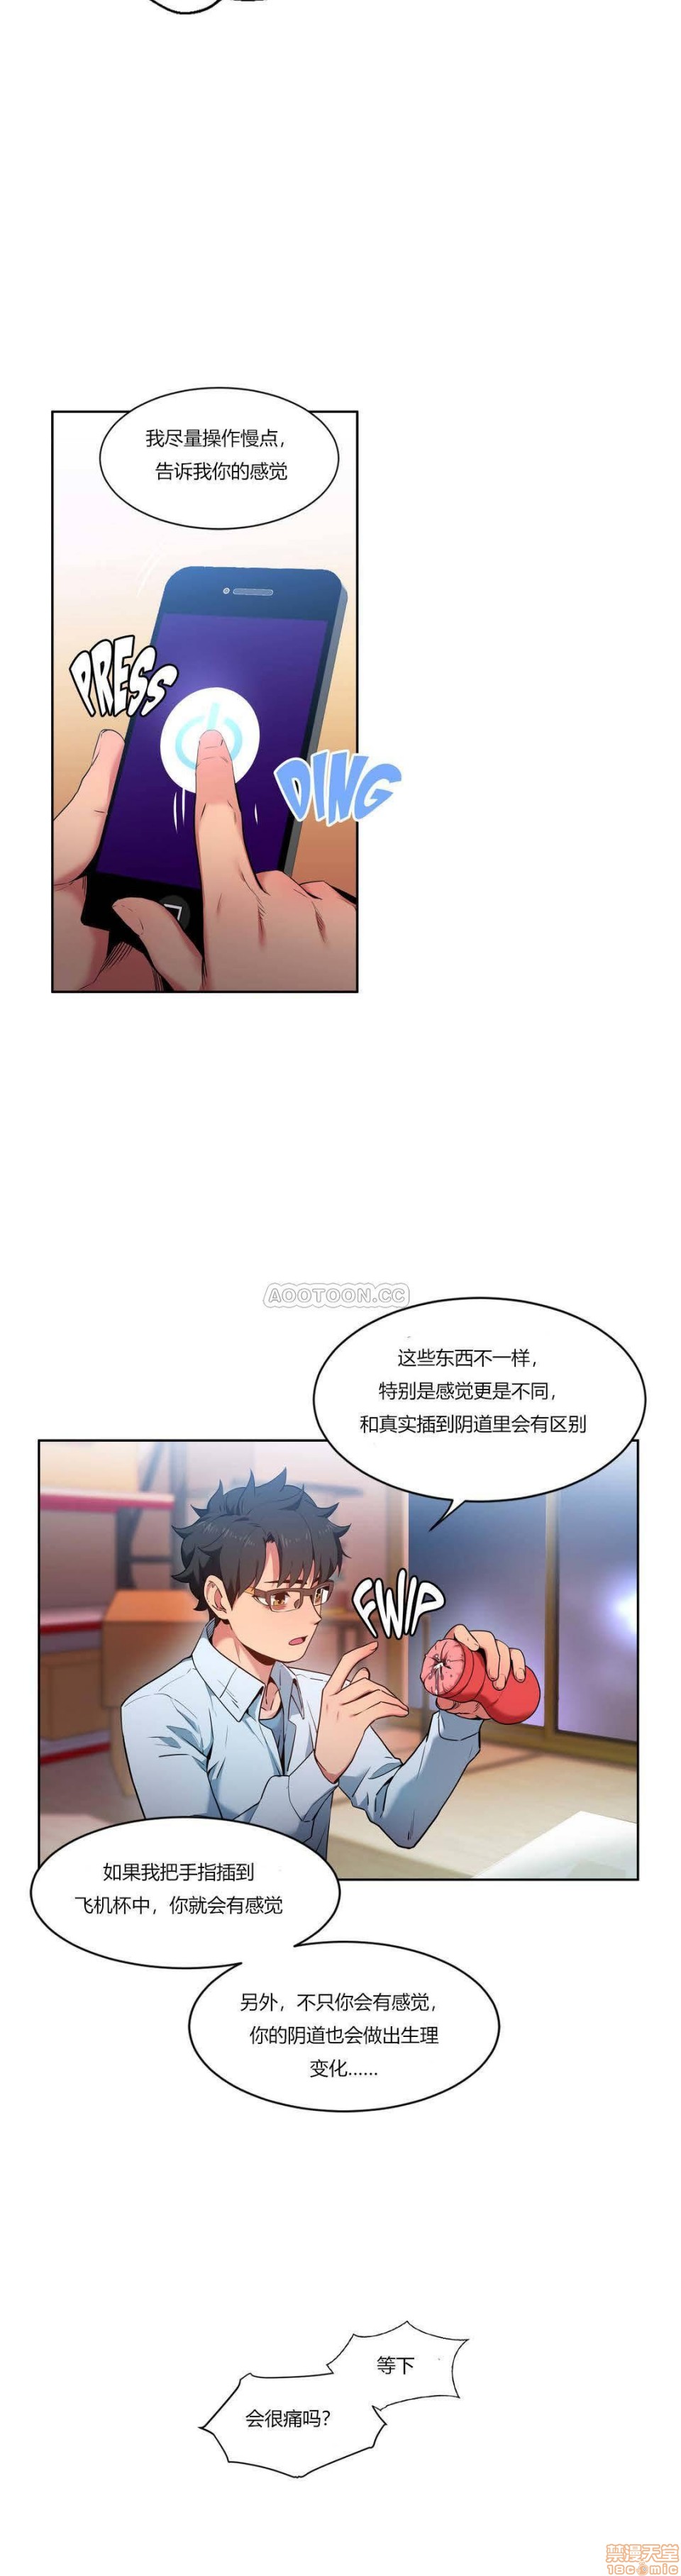 我尽量操作慢点，
告诉我你的感觉
PRESS
DING
AOOTOON.CC
这些东西不一样，
特别是感觉更是不同，
和真实插到阴道里会有区别
FWIP
如果我把手指插到
飞机杯中，你就会有感觉
另外，不只你会有感觉，
你的阴道也会做出生理
变化……
等下
会很痛吗？
禁漫天堂
18comic